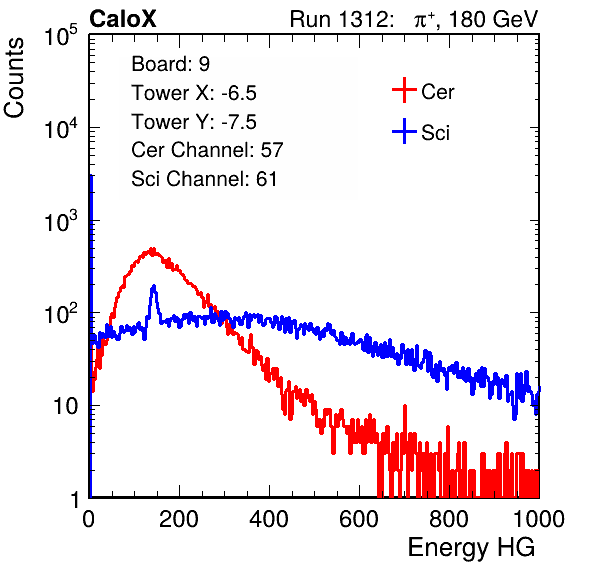 CaloX Run 1312: π⁺, 180 GeV
Counts
10⁵
10⁴
10³
10²
10
1
Board: 9
Tower X: -6.5
Tower Y: -7.5
Cer Channel: 57
Sci Channel: 61
Cer
Sci
0 200 400 600 800 1000
Energy HG